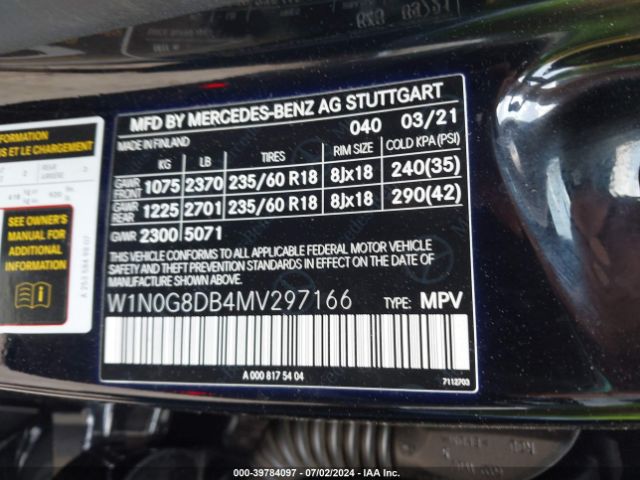 FORMATION
S ET LE CHARGEMENT
SEE OWNER'S
MANUAL FOR
ADDITIONAL
INFORMATION
MFD BY MERCEDES-BENZ AG STUTTGART
MADE IN FINLAND 040 03/21
KG LB TIRES RIM SIZE COLD KPA(PSI)
GAWR FRONT 1075 2370 235/60 R18 8Jx18 240(35)
GAWR REAR 1225 2701 235/60 R18 8Jx18 290(42)
GVWR 2300 5071
THIS VEHICLE CONFORMS TO ALL APPLICABLE FEDERAL MOTOR VEHICLE
SAFETY AND THEFT PREVENTION STANDARDS IN EFFECT ON THE DATE OF
MANUFACTURE SHOWN ABOVE.
W1N0G8DB4MV297166 TYPE: MPV
A 000 817 54 04
7112703
000-39784097 - 07/02/2024 - IAA Inc.